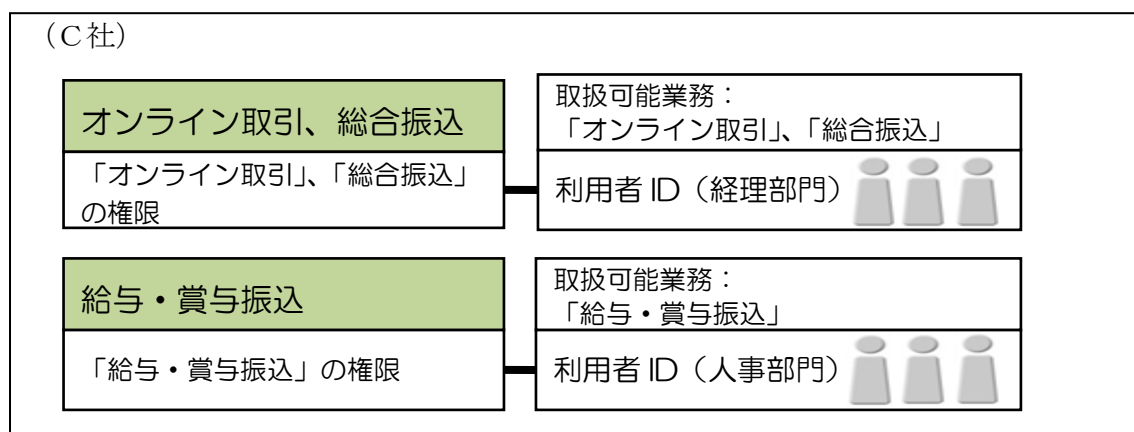 （C社）
オンライン取引、総合振込
「オンライン取引」、「総合振込」
の権限
取扱可能業務：
「オンライン取引」、「総合振込」
利用者 ID（経理部門）
給与・賞与振込
「給与・賞与振込」の権限
取扱可能業務：
「給与・賞与振込」
利用者 ID（人事部門）